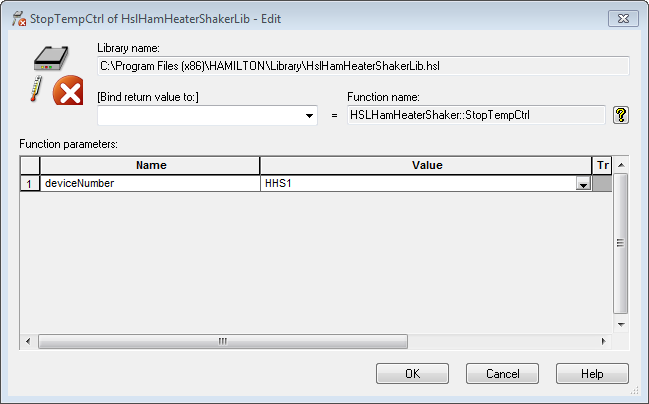 StopTempCtrl of HslHamHeaterShakerLib - Edit
Library name:
C:\Program Files (x86)\HAMILTON\Library\HslHamHeaterShakerLib.hsl
[Bind return value to:]
Function name:
= HSLHamHeaterShaker::StopTempCtrl ?
Function parameters:
Name Value Tr
1 deviceNumber HHS1
OK Cancel Help